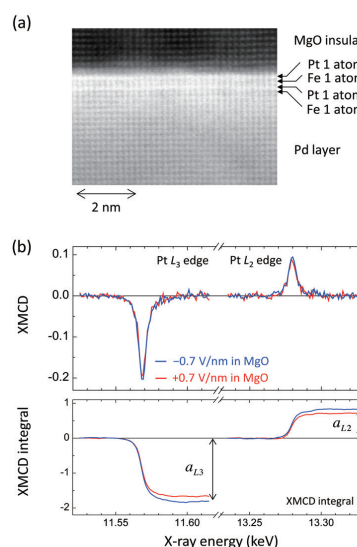 (a)
MgO insula
Pt 1 atom
Fe 1 atom
Pt 1 atom
Fe 1 atom
Pd layer
2 nm
(b)
0.1
0.0
-0.1
-0.2
XMCD
Pt L3 edge
Pt L2 edge
−0.7 V/nm in MgO
+0.7 V/nm in MgO
1
0
-1
-2
XMCD integral
aL3
aL2
XMCD integral
11.55
11.60
13.25
13.30
X-ray energy (keV)